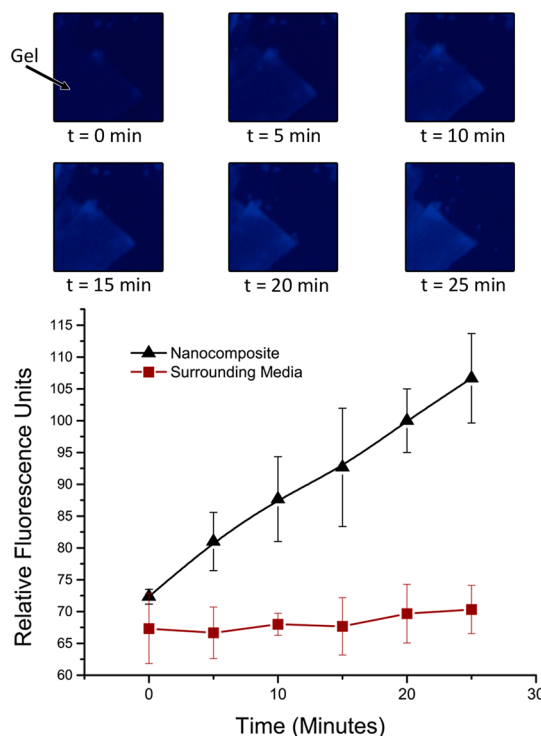 Gel
t = 0 min
t = 5 min
t = 10 min
t = 15 min
t = 20 min
t = 25 min
115
110
105
100
95
90
85
80
75
70
65
60
Nanocomposite
Surrounding Media
Relative Fluorescence Units
0
10
20
30
Time (Minutes)